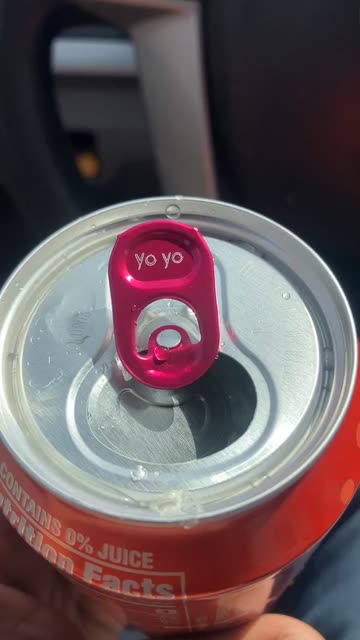 yo yo
CONTAINS 0% JUICE
Nutrition Facts